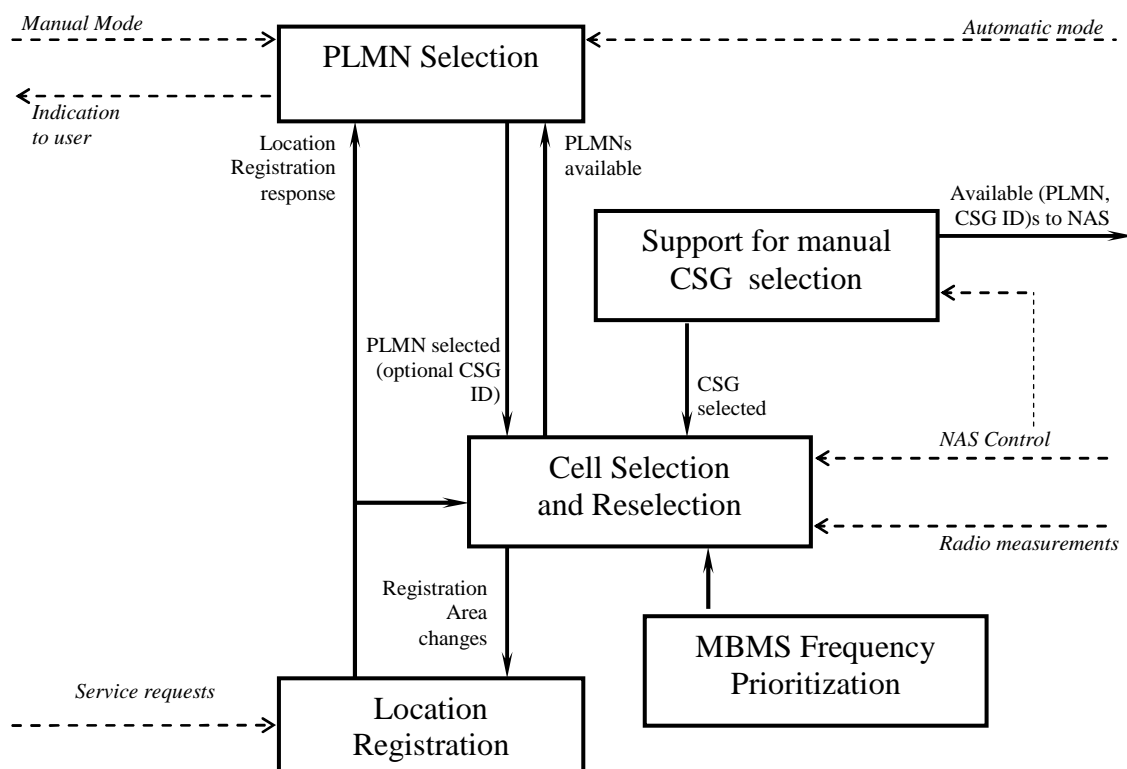 Manual Mode
PLMN Selection
Automatic mode
Indication
to user
Location
Registration
response
PLMNs
available
Available (PLMN,
CSG ID)s to NAS
Support for manual
CSG selection
PLMN selected
(optional CSG
ID)
CSG
selected
NAS Control
Cell Selection
and Reselection
Radio measurements
Registration
Area
changes
MBMS Frequency
Prioritization
Service requests
Location
Registration